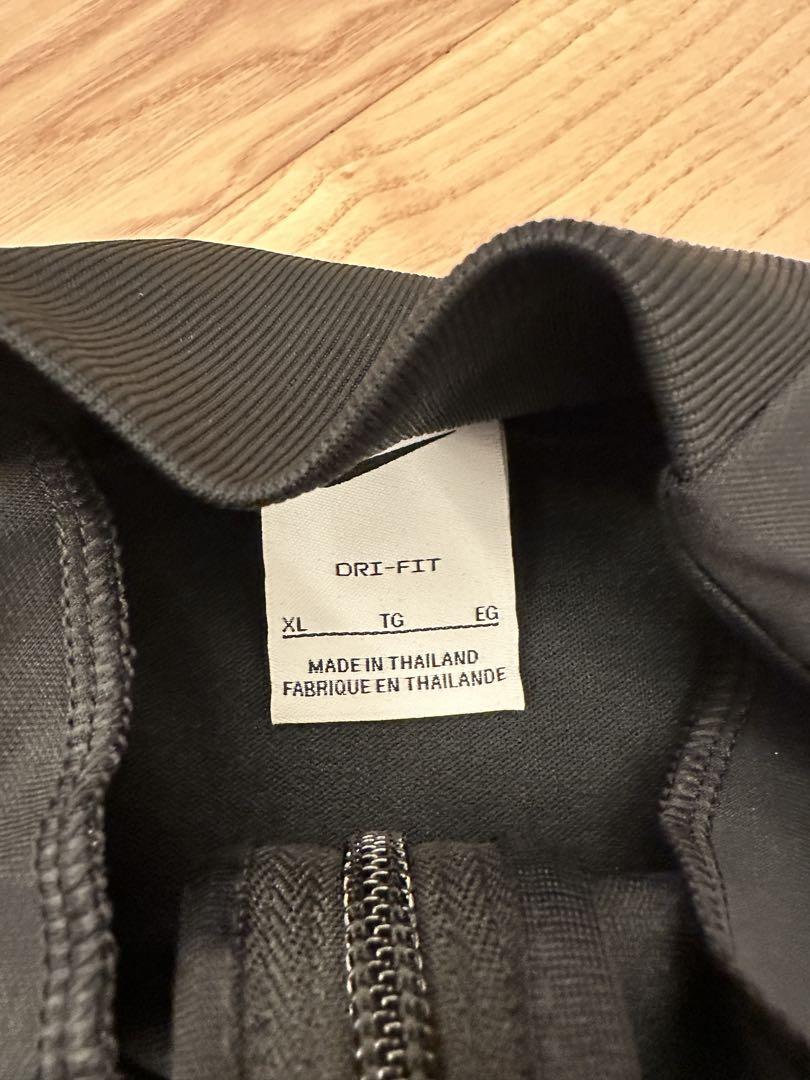 DRI-FIT
XL TG EG
MADE IN THAILAND
FABRIQUE EN THAILANDE